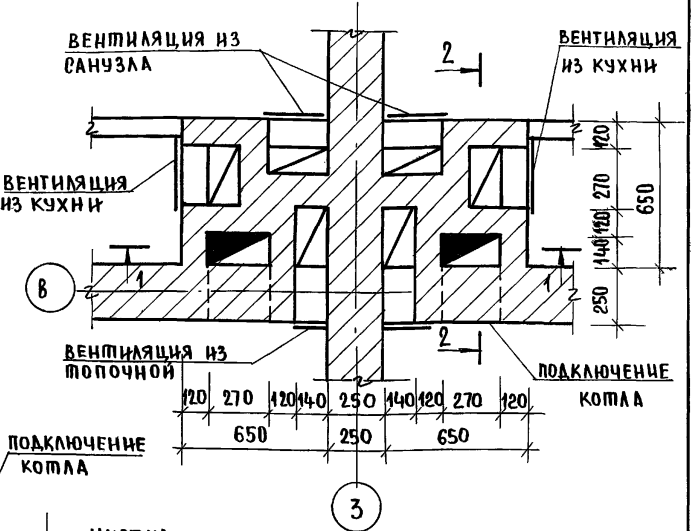 ВЕНТИЛЯЦИЯ ИЗ
САНУЗЛА
2
ВЕНТИЛЯЦИЯ
ИЗ КУХНИ
ВЕНТИЛЯЦИЯ
ИЗ КУХНИ
120
270
120
140
250
650
В
1
1
ВЕНТИЛЯЦИЯ ИЗ
ТОПОЧНОЙ
2
ПОДКЛЮЧЕНИЕ
КОТЛА
120 270 120 140 250 140 120 270 120
650 250 650
ПОДКЛЮЧЕНИЕ
КОТЛА
3